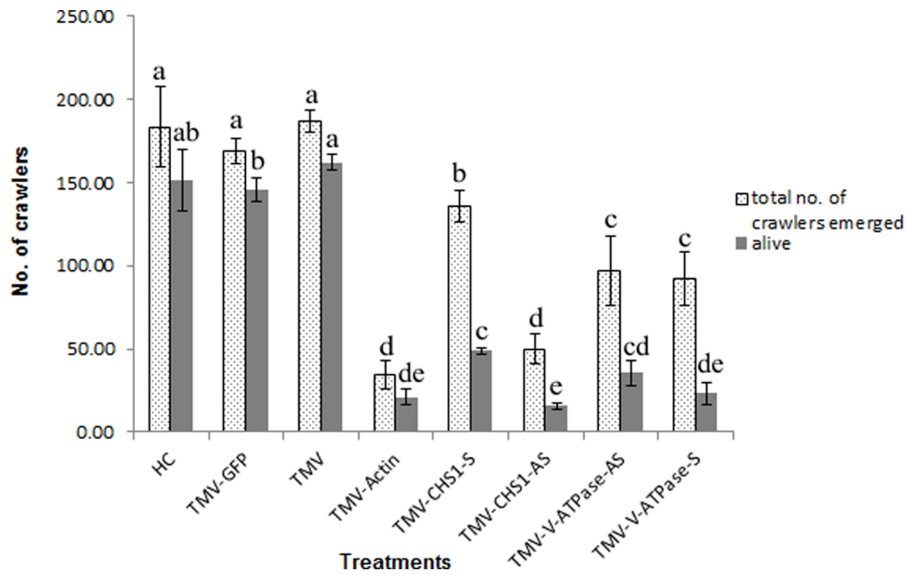 250.00
200.00
150.00
100.00
50.00
0.00
No. of crawlers
a
ab
a
b
a
a
d
de
b
c
d
e
c
cd
c
de
total no. of
crawlers emerged
alive
HC
TMV-GFP
TMV
TMV-Actin
TMV-CHS1-S
TMV-CHS1-AS
TMV-V-ATPase-AS
TMV-V-ATPase-S
Treatments